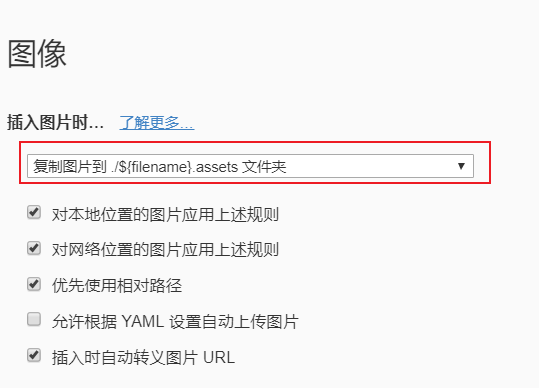 图像
插入图片时... 了解更多...
复制图片到 ./${filename}.assets 文件夹
对本地位置的图片应用上述规则
对网络位置的图片应用上述规则
优先使用相对路径
允许根据 YAML 设置自动上传图片
插入时自动转义图片 URL